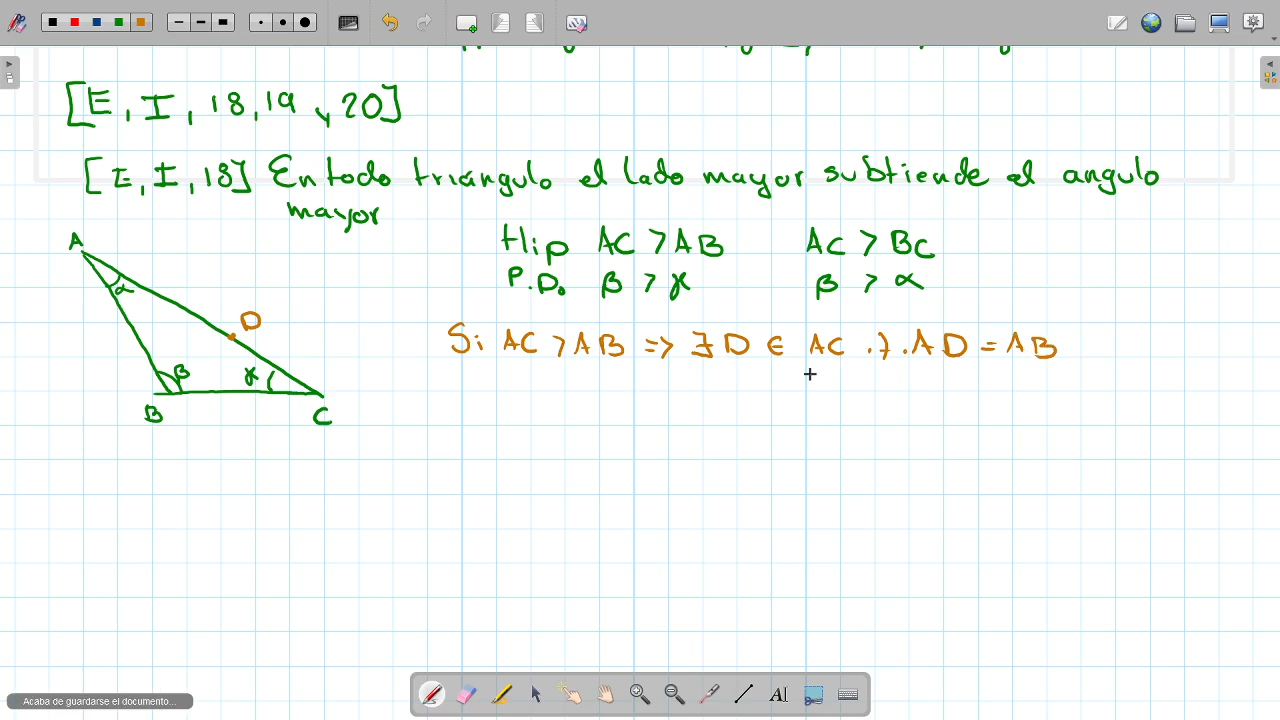 [E, I, 18, 19, y 20]
[E, I, 18] En todo triángulo el lado mayor subtiende el angulo
mayor
Hip AC > AB AC > BC
P.D. β > γ β > α
Si AC > AB => ∃ D ∈ AC .Ƶ. AD = AB
A
α
D
β
γ
B
C
Acaba de guardarse el documento...